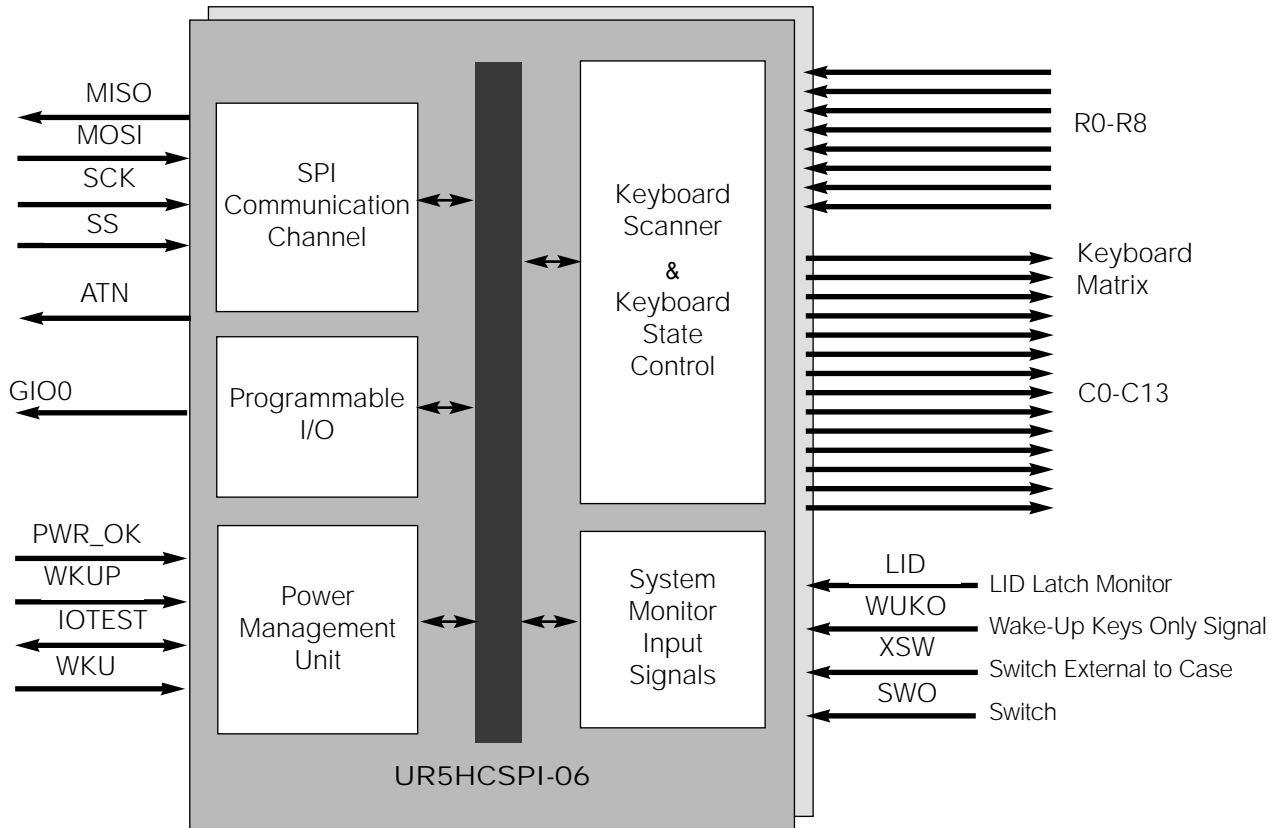 MISO
MOSI
SCK
SS
ATN
GIO0
PWR_OK
WKUP
IOTEST
WKU
SPI
Communication
Channel
Programmable
I/O
Power
Management
Unit
Keyboard
Scanner
&
Keyboard
State
Control
System
Monitor
Input
Signals
UR5HCSPI-06
R0-R8
Keyboard
Matrix
C0-C13
LID
LID Latch Monitor
WUKO
Wake-Up Keys Only Signal
XSW
Switch External to Case
SWO
Switch